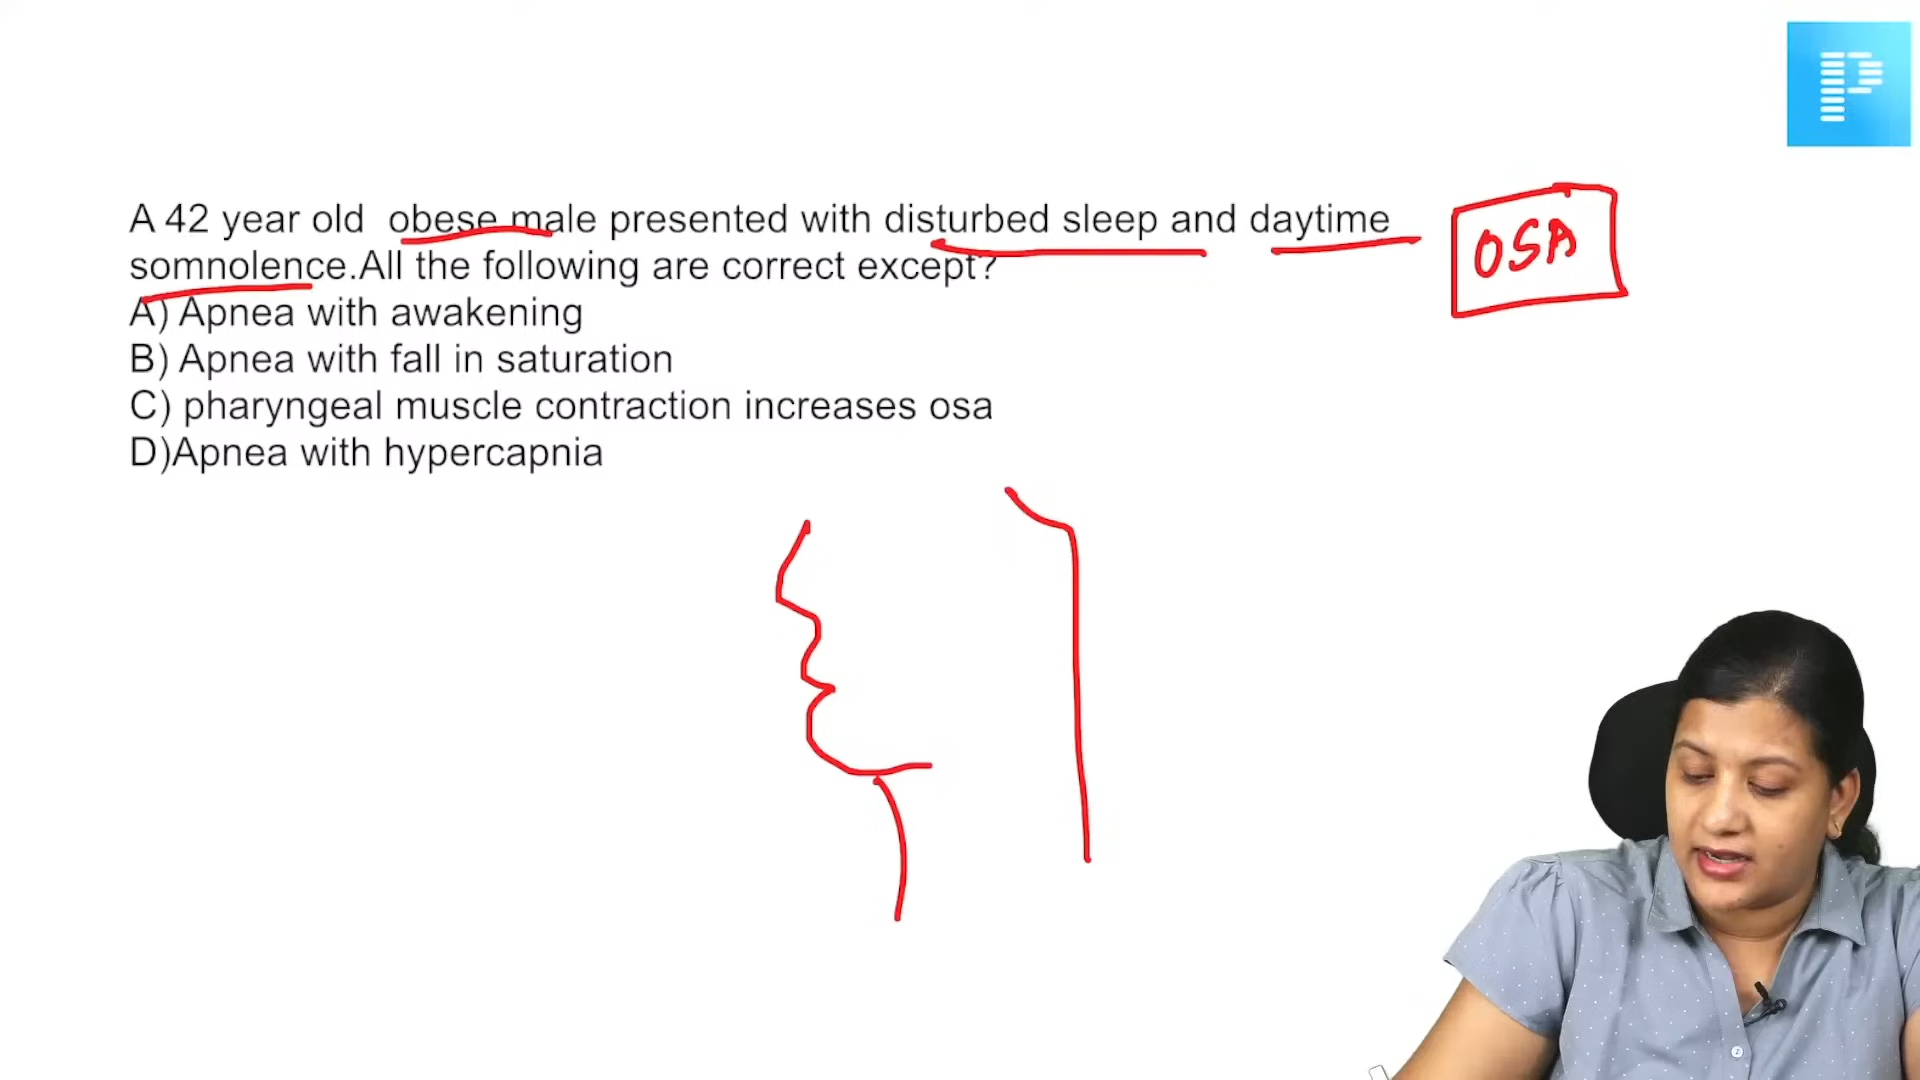 A 42 year old obese male presented with disturbed sleep and daytime
somnolence.All the following are correct except?
A) Apnea with awakening
B) Apnea with fall in saturation
C) pharyngeal muscle contraction increases osa
D)Apnea with hypercapnia
OSA
P